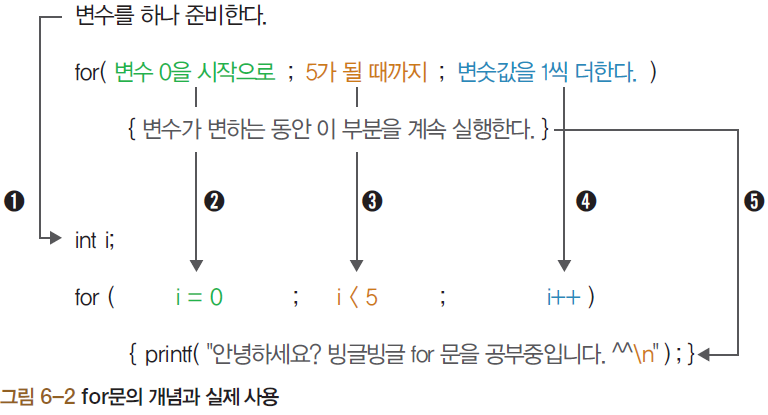 변수를 하나 준비한다.
for( 변수 0을 시작으로 ; 5가 될 때까지 ; 변숫값을 1씩 더한다. )
{ 변수가 변하는 동안 이 부분을 계속 실행한다. }
❶ ❷ ❸ ❹ ❺
int i;
for ( i = 0 ; i < 5 ; i++ )
{ printf( "안녕하세요? 빙글빙글 for 문을 공부중입니다. ^^\n" ) ; }
그림 6-2 for문의 개념과 실제 사용